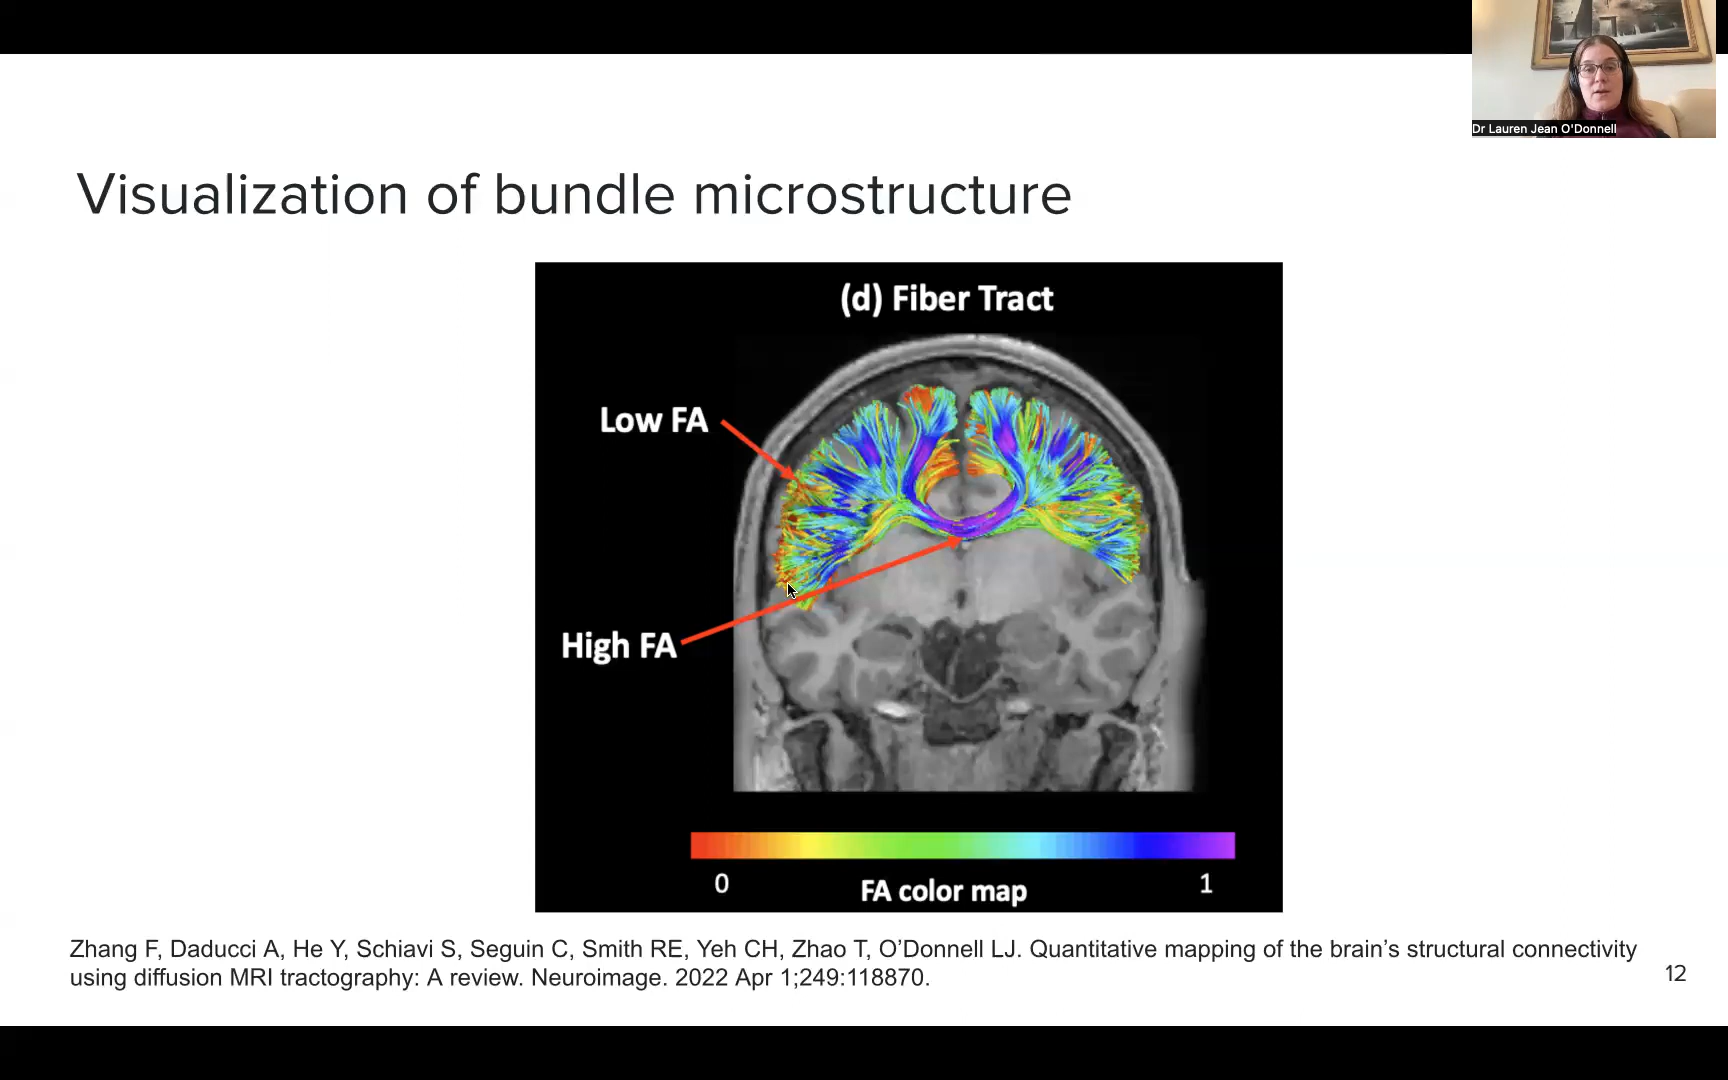 Dr Lauren Jean O'Donnell
Visualization of bundle microstructure
(d) Fiber Tract
Low FA
High FA
0
1
FA color map
Zhang F, Daducci A, He Y, Schiavi S, Seguin C, Smith RE, Yeh CH, Zhao T, O’Donnell LJ. Quantitative mapping of the brain’s structural connectivity
using diffusion MRI tractography: A review. Neuroimage. 2022 Apr 1;249:118870.
12